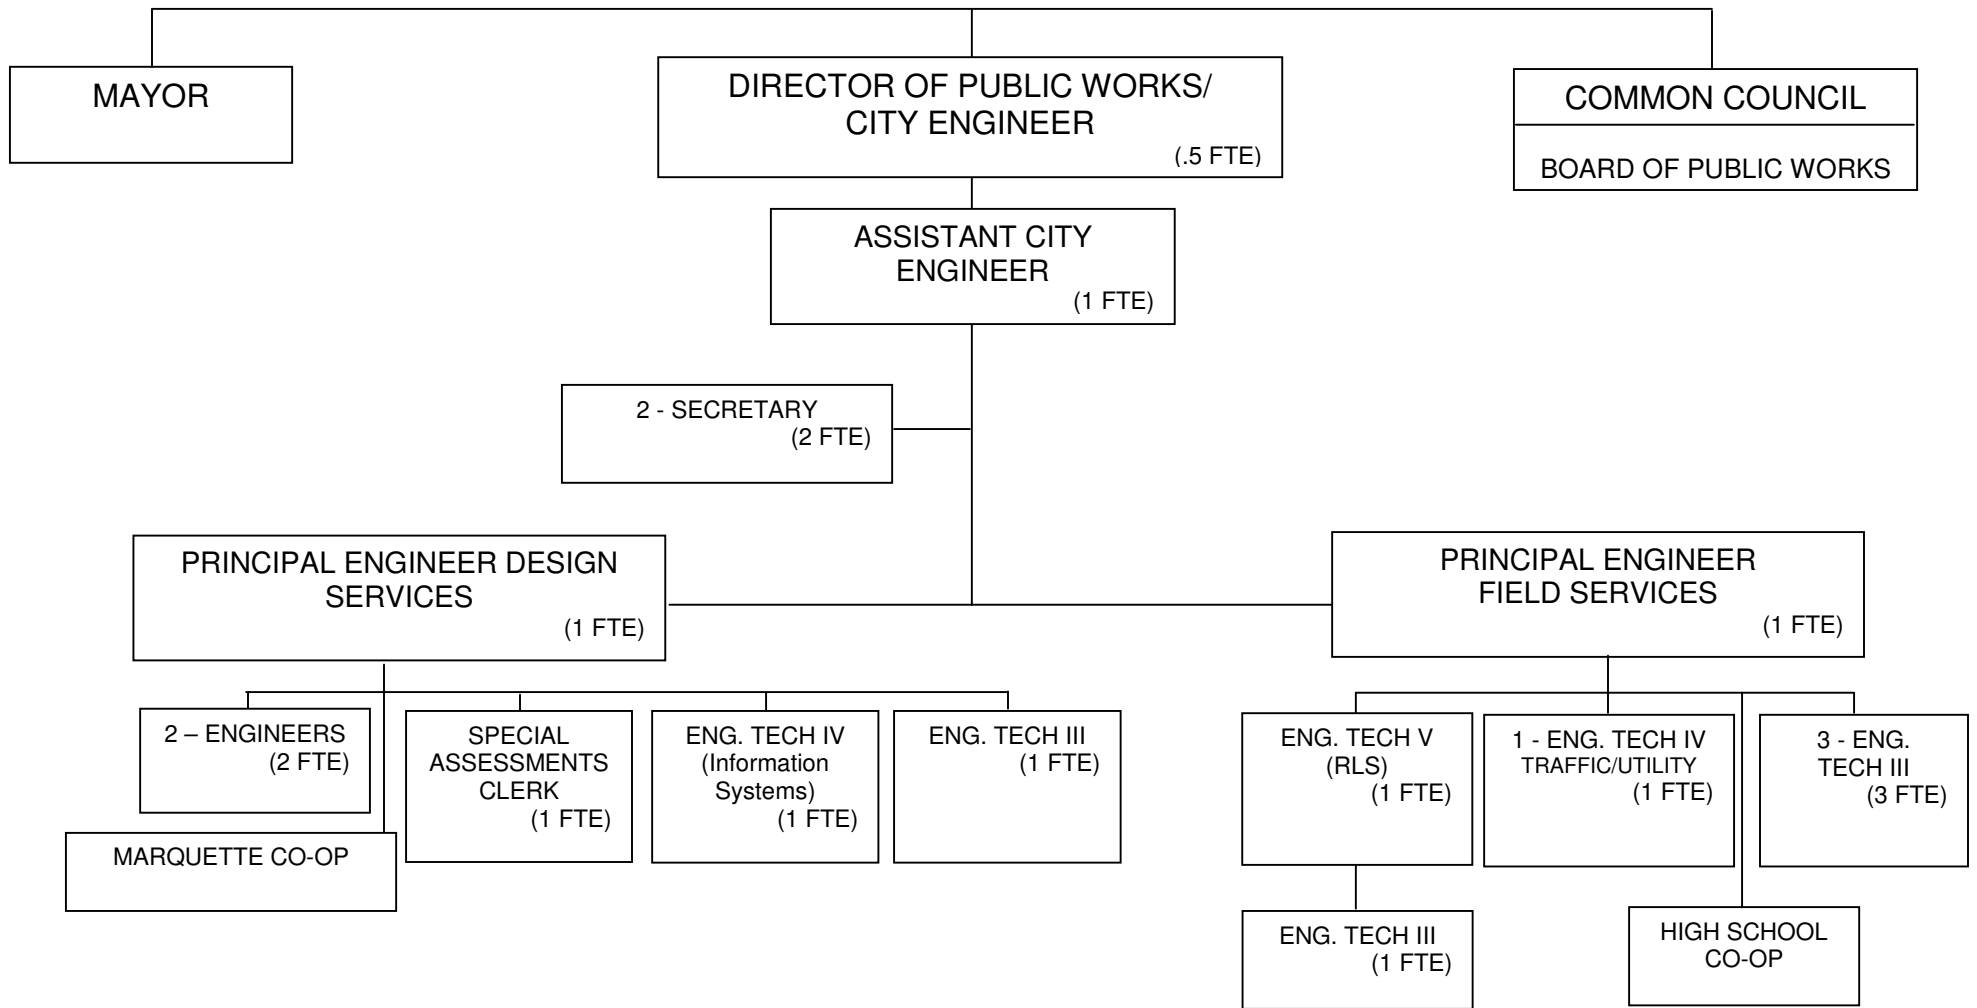 MAYOR
DIRECTOR OF PUBLIC WORKS/
CITY ENGINEER
(.5 FTE)
COMMON COUNCIL
BOARD OF PUBLIC WORKS
ASSISTANT CITY
ENGINEER
(1 FTE)
2 - SECRETARY
(2 FTE)
PRINCIPAL ENGINEER DESIGN
SERVICES
(1 FTE)
PRINCIPAL ENGINEER
FIELD SERVICES
(1 FTE)
2 – ENGINEERS
(2 FTE)
SPECIAL
ASSESSMENTS
CLERK
(1 FTE)
ENG. TECH IV
(Information
Systems)
(1 FTE)
ENG. TECH III
(1 FTE)
MARQUETTE CO-OP
ENG. TECH V
(RLS)
(1 FTE)
1 - ENG. TECH IV
TRAFFIC/UTILITY
(1 FTE)
3 - ENG.
TECH III
(3 FTE)
ENG. TECH III
(1 FTE)
HIGH SCHOOL
CO-OP